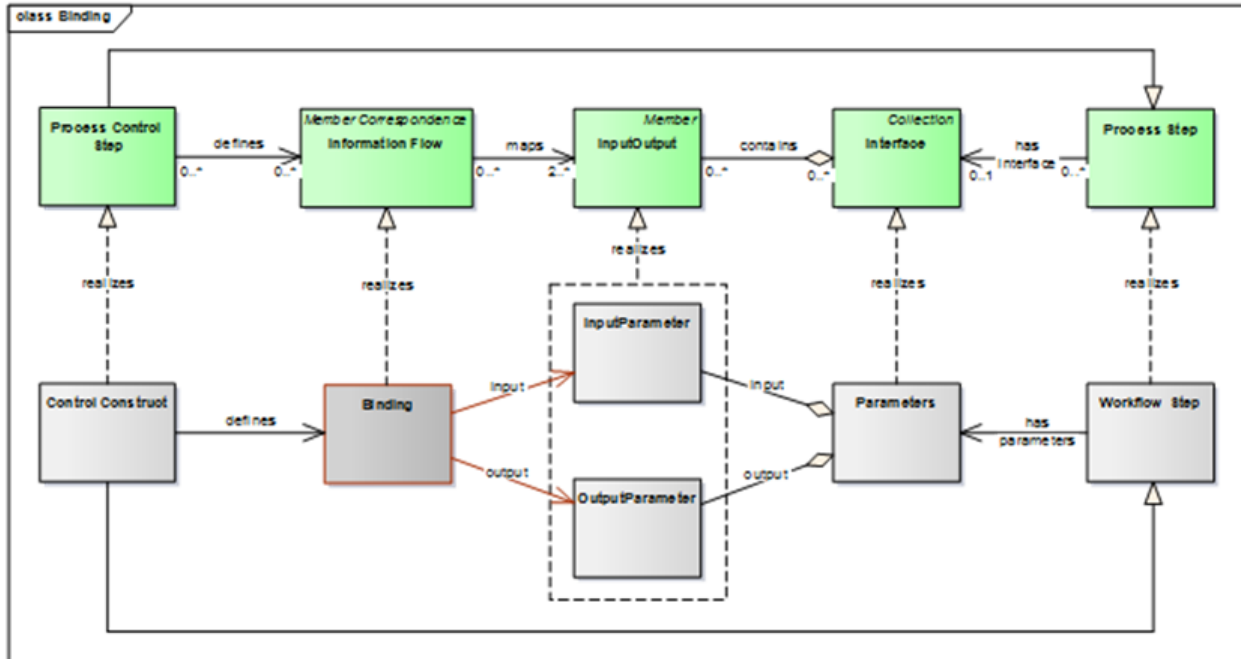 class Binding
Process Control
Step
defines
0..*
0..*
Member Correspondence
Information Flow
maps
0..*
2..*
Member
InputOutput
contains
0..*
0..*
Collection
Interface
has
Interface
0..1
0..*
Process Step
realizes
realizes
realizes
realizes
realizes
Control Construct
defines
Binding
input
output
InputParameter
OutputParameter
input
output
Parameters
has
parameters
Workflow Step